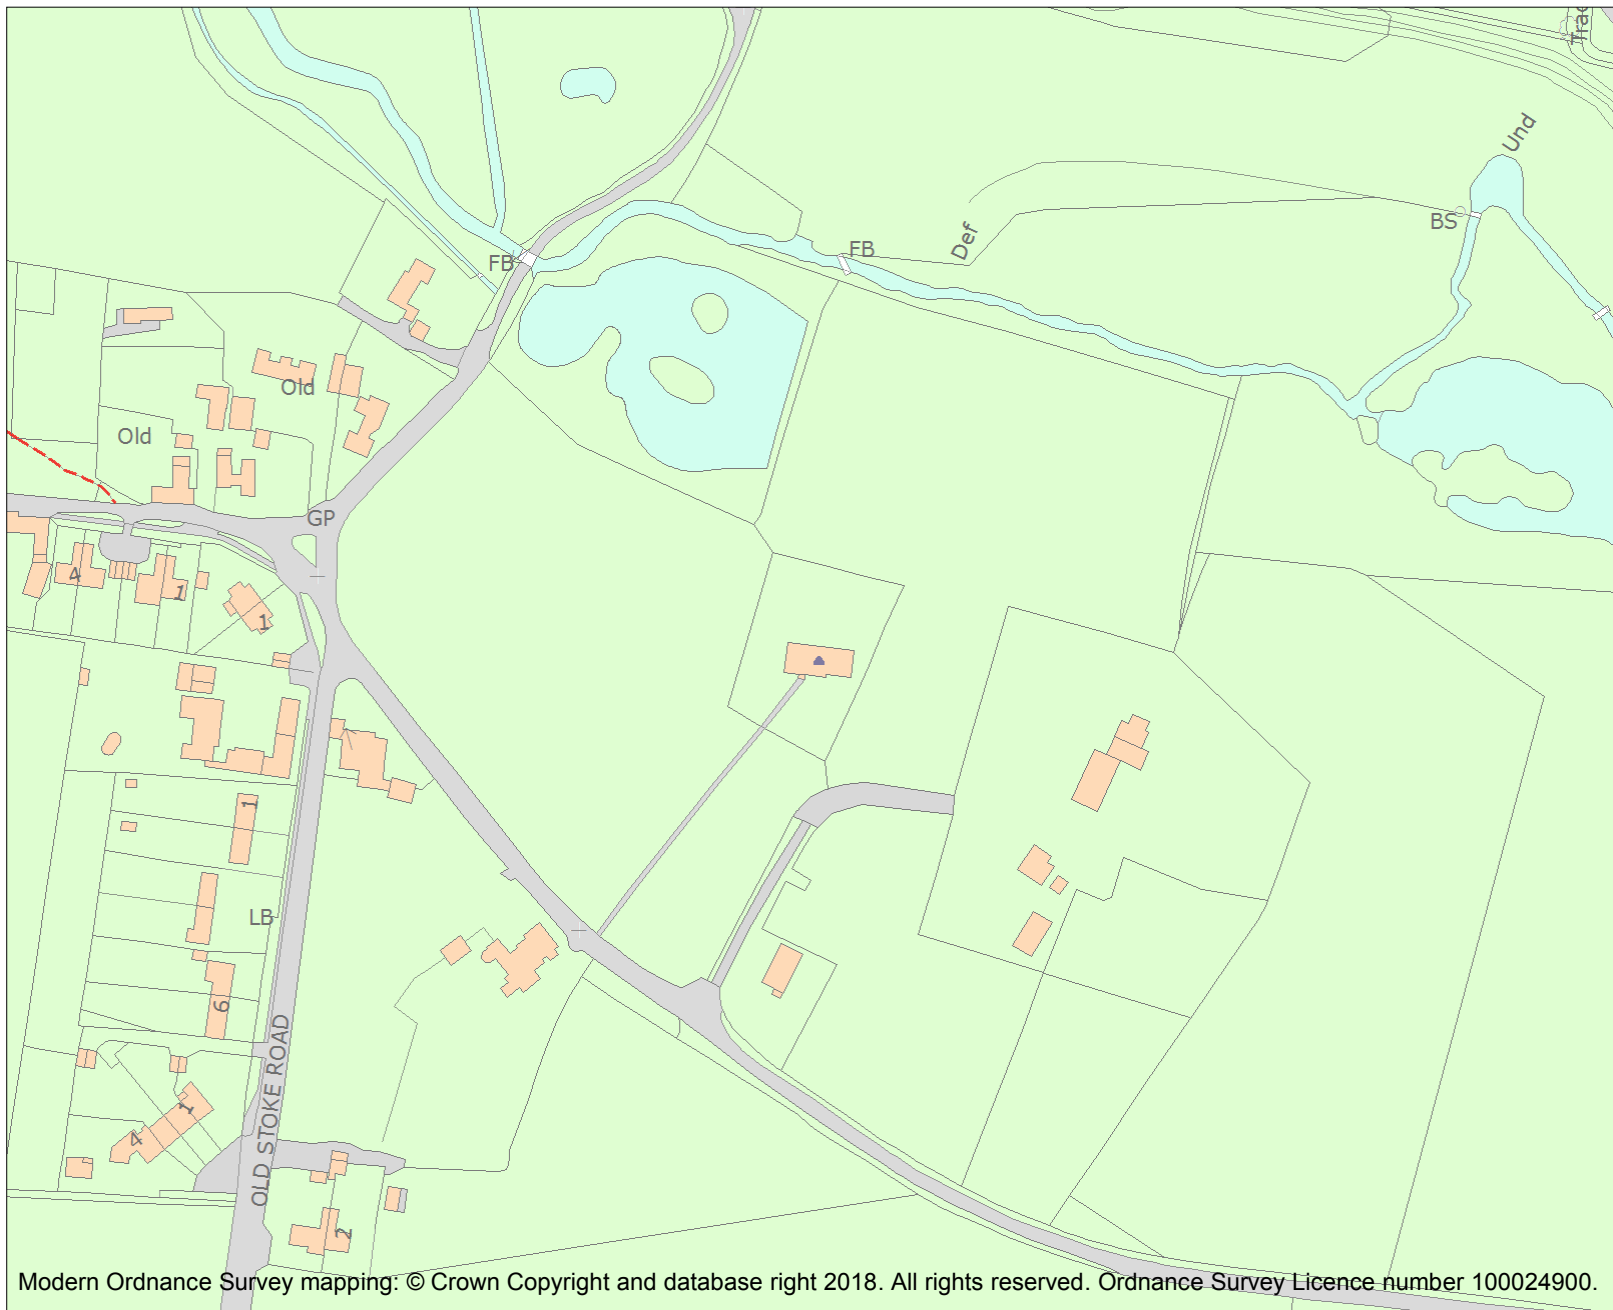 Trac
Und
BS
FB
FB
Def
Old
Old
GP
4
1
1
1
LB
6
OLD STOKE ROAD
1
4
2
Modern Ordnance Survey mapping: © Crown Copyright and database right 2018. All rights reserved. Ordnance Survey Licence number 100024900.